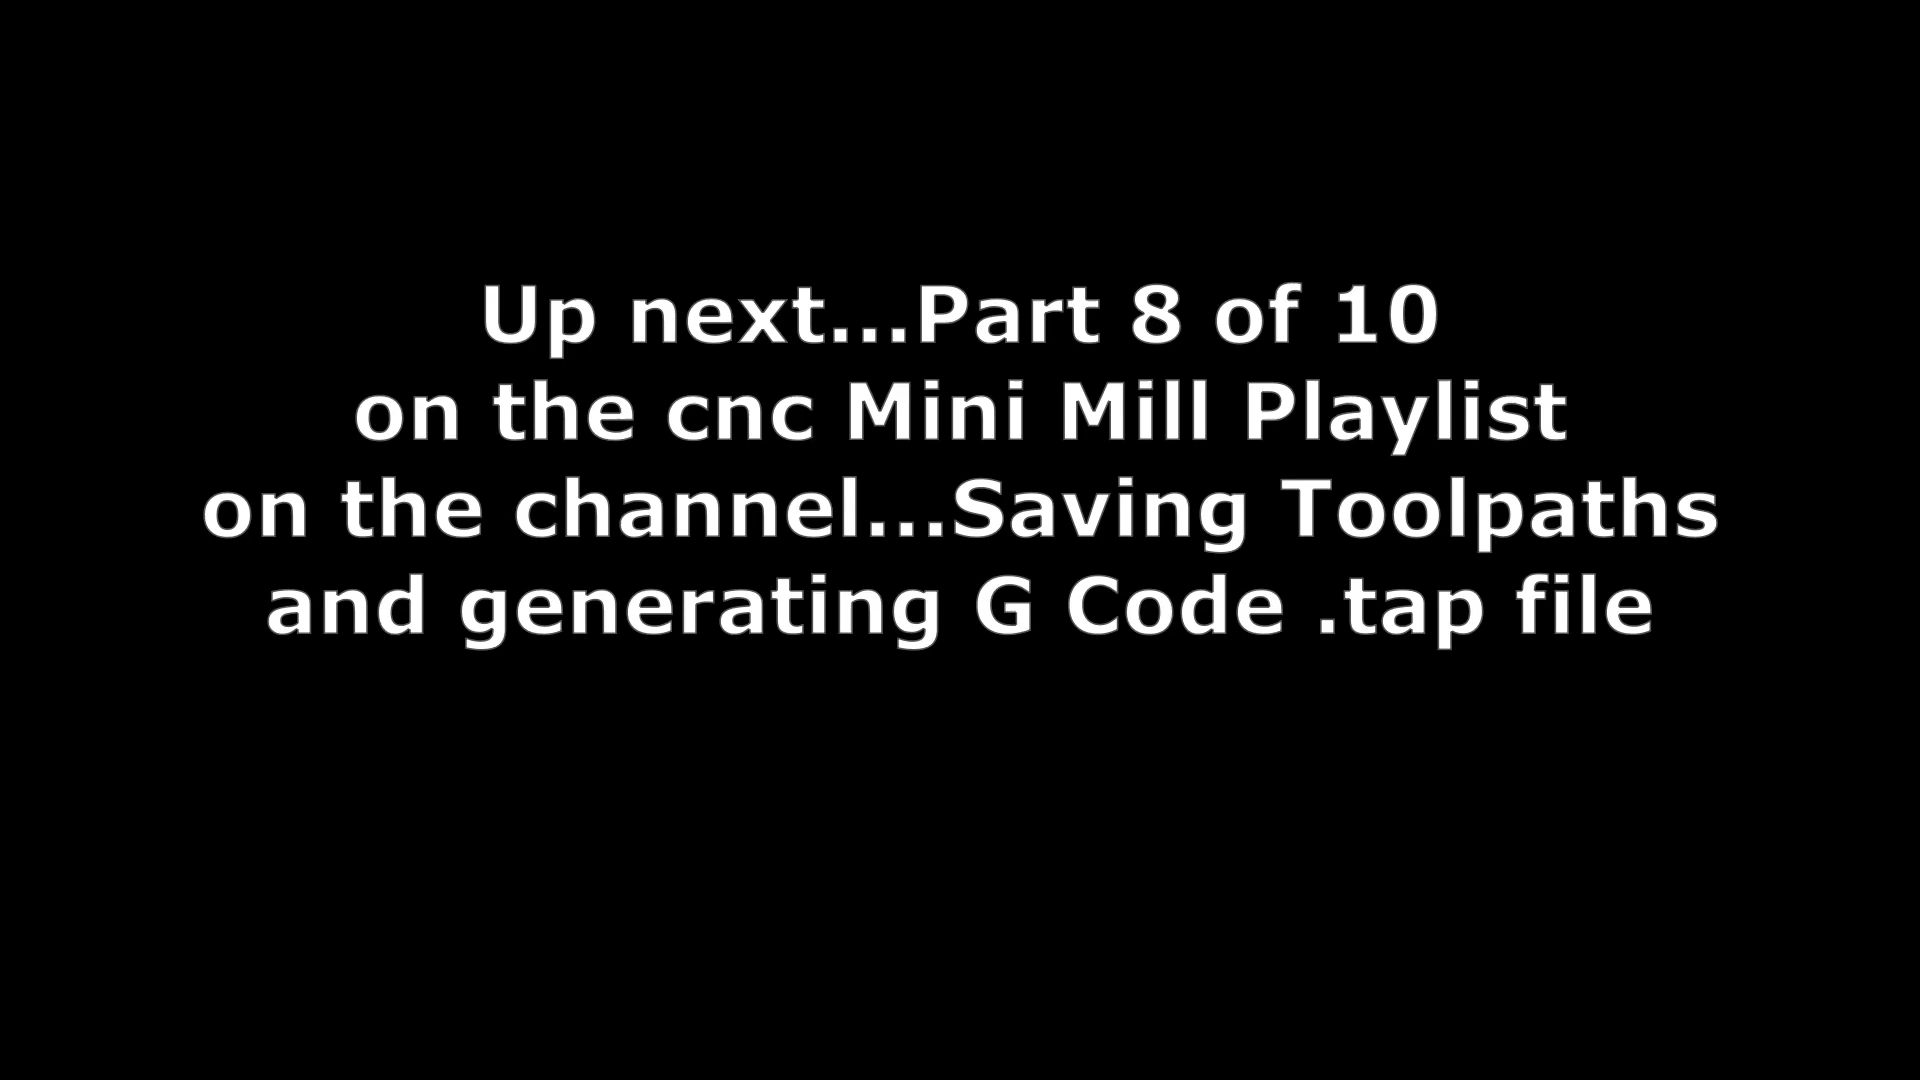 Up next...Part 8 of 10
on the cnc Mini Mill Playlist
on the channel...Saving Toolpaths
and generating G Code .tap file